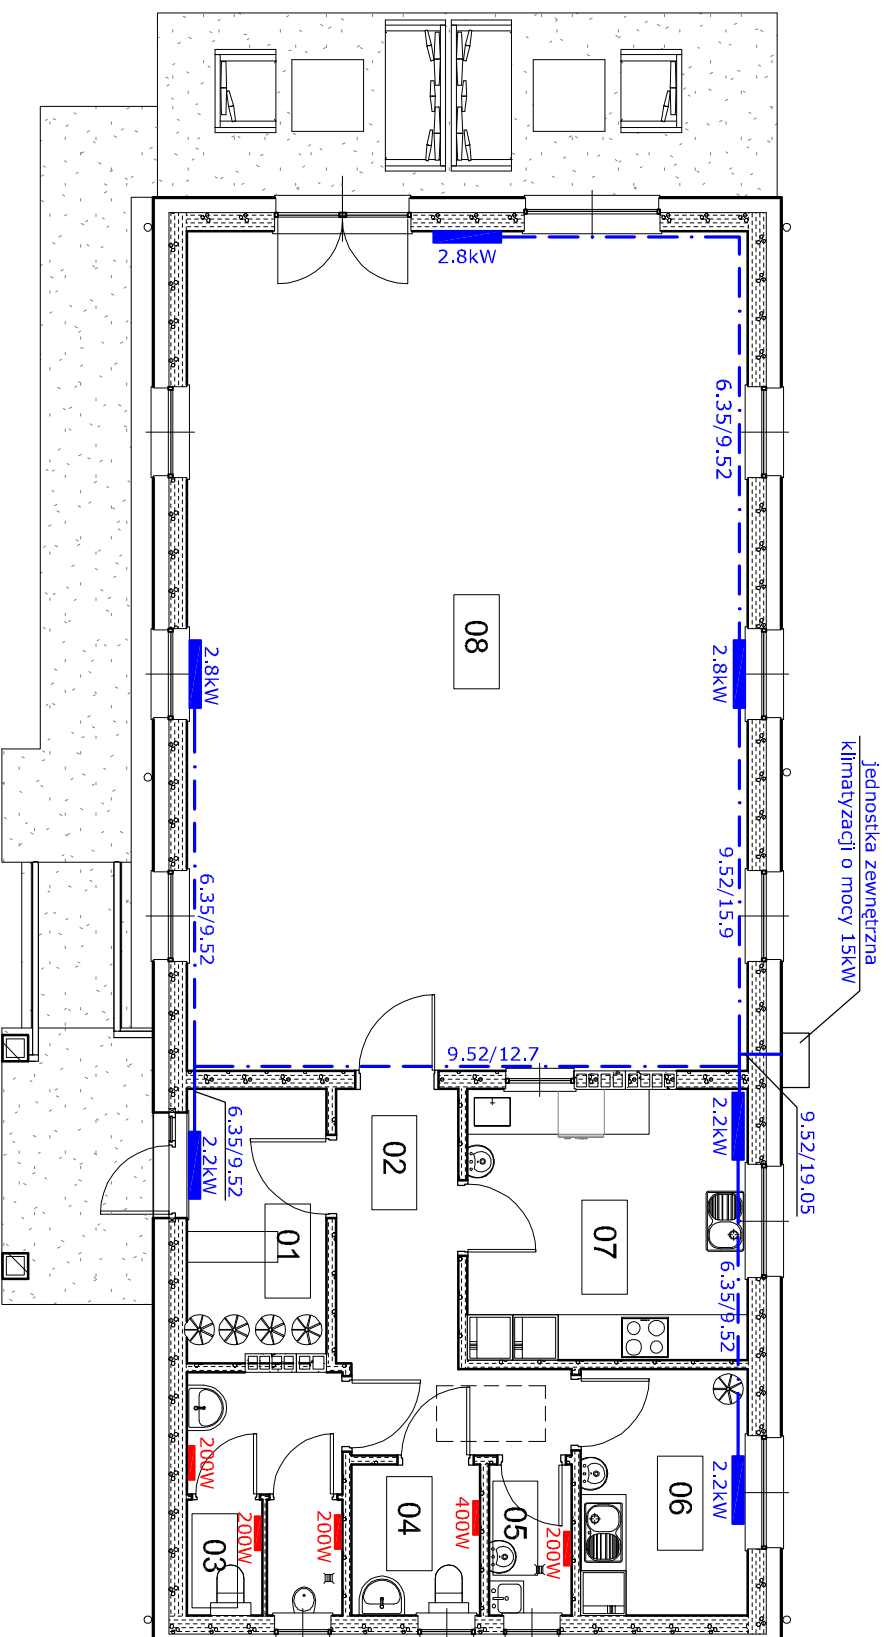 2.8kW
6.35/9.52
08
2.8kW
2.8kW
jednostka zewnętrzna
klimatyzacji o mocy 15kW
9.52/15.9
6.35/9.52
9.52/12.7
9.52/19.05
2.2kW
6.35/9.52
2.2kW
02
01
07
6.35/9.52
2.2kW
06
200W
200W
03
200W
04
400W
05
200W